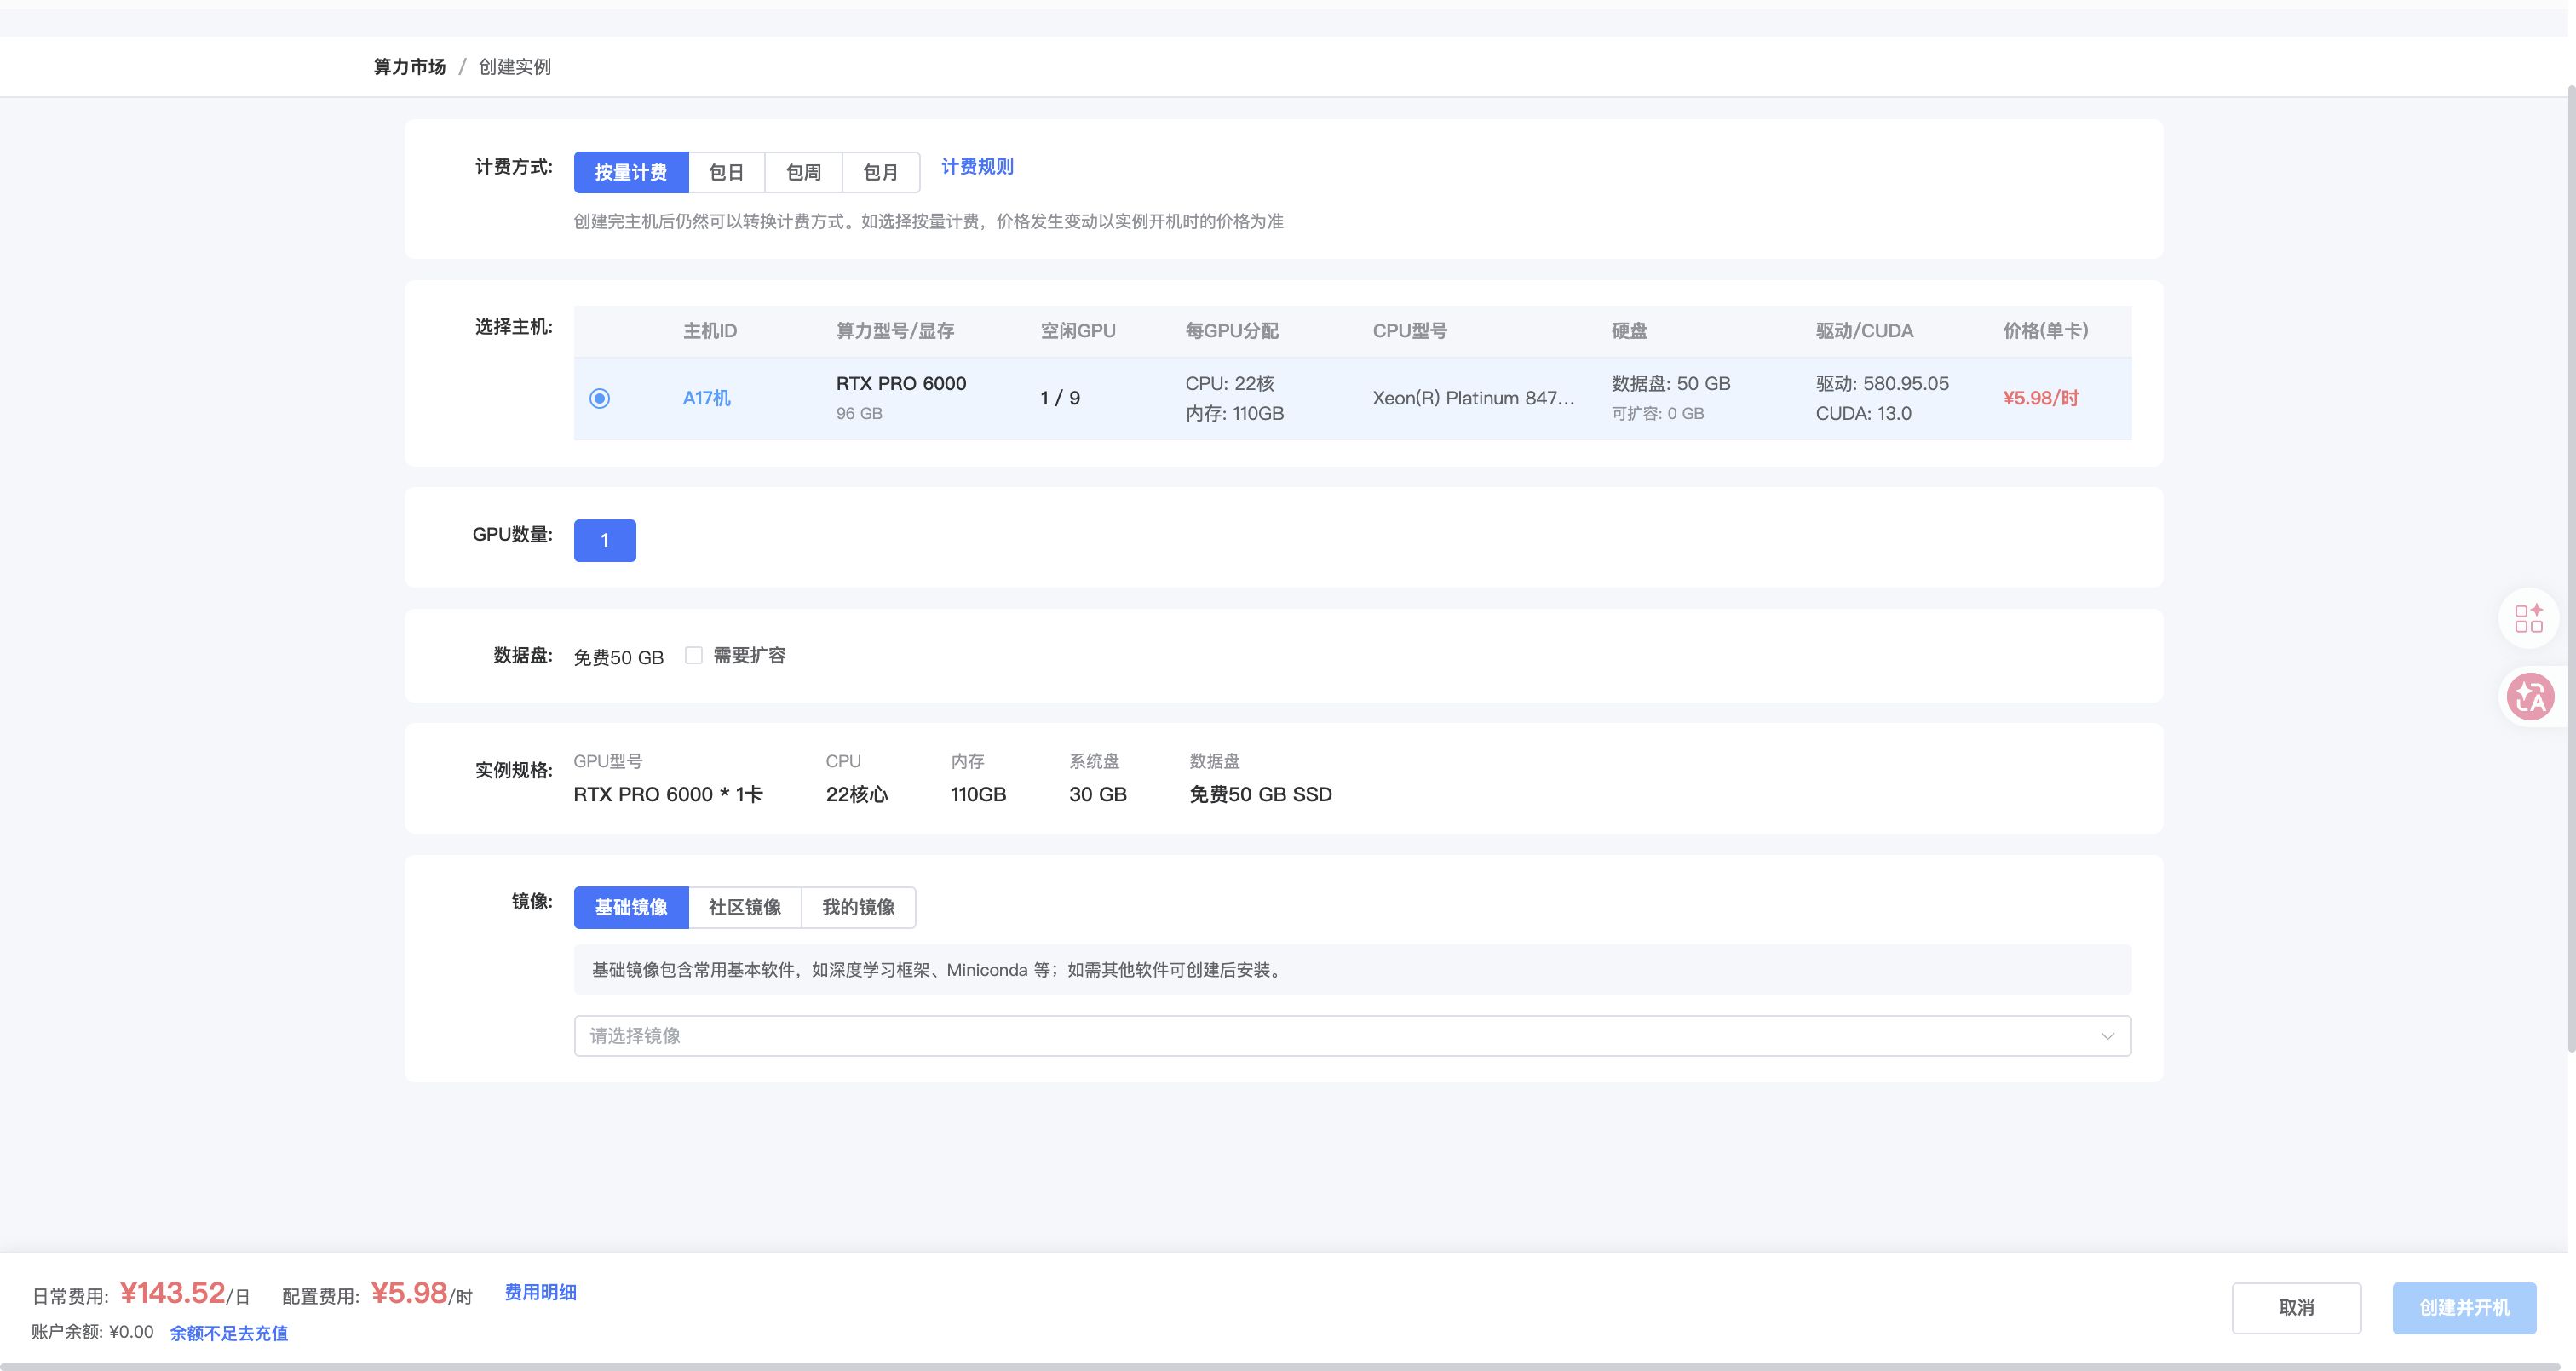 算力市场 / 创建实例
计费方式: 按量计费 包日 包周 包月 计费规则
创建完主机后仍然可以转换计费方式。如选择按量计费，价格发生变动以实例开机时的价格为准
选择主机: 主机ID 算力型号/显存 空闲GPU 每GPU分配 CPU型号 硬盘 驱动/CUDA 价格(单卡)
RTX PRO 6000 CPU: 22核 数据盘: 50 GB 驱动: 580.95.05
A17机 1 / 9 Xeon(R) Platinum 847... ¥5.98/时
96 GB 内存: 110GB 可扩容: 0 GB CUDA: 13.0
GPU数量: 1
数据盘: 免费50 GB 需要扩容
实例规格: GPU型号 CPU 内存 系统盘 数据盘
RTX PRO 6000 * 1卡 22核心 110GB 30 GB 免费50 GB SSD
镜像: 基础镜像 社区镜像 我的镜像
基础镜像包含常用基本软件，如深度学习框架、Miniconda 等；如需其他软件可创建后安装。
请选择镜像
日常费用: ¥143.52/日 配置费用: ¥5.98/时 费用明细
账户余额: ¥0.00 余额不足去充值
取消 创建并开机